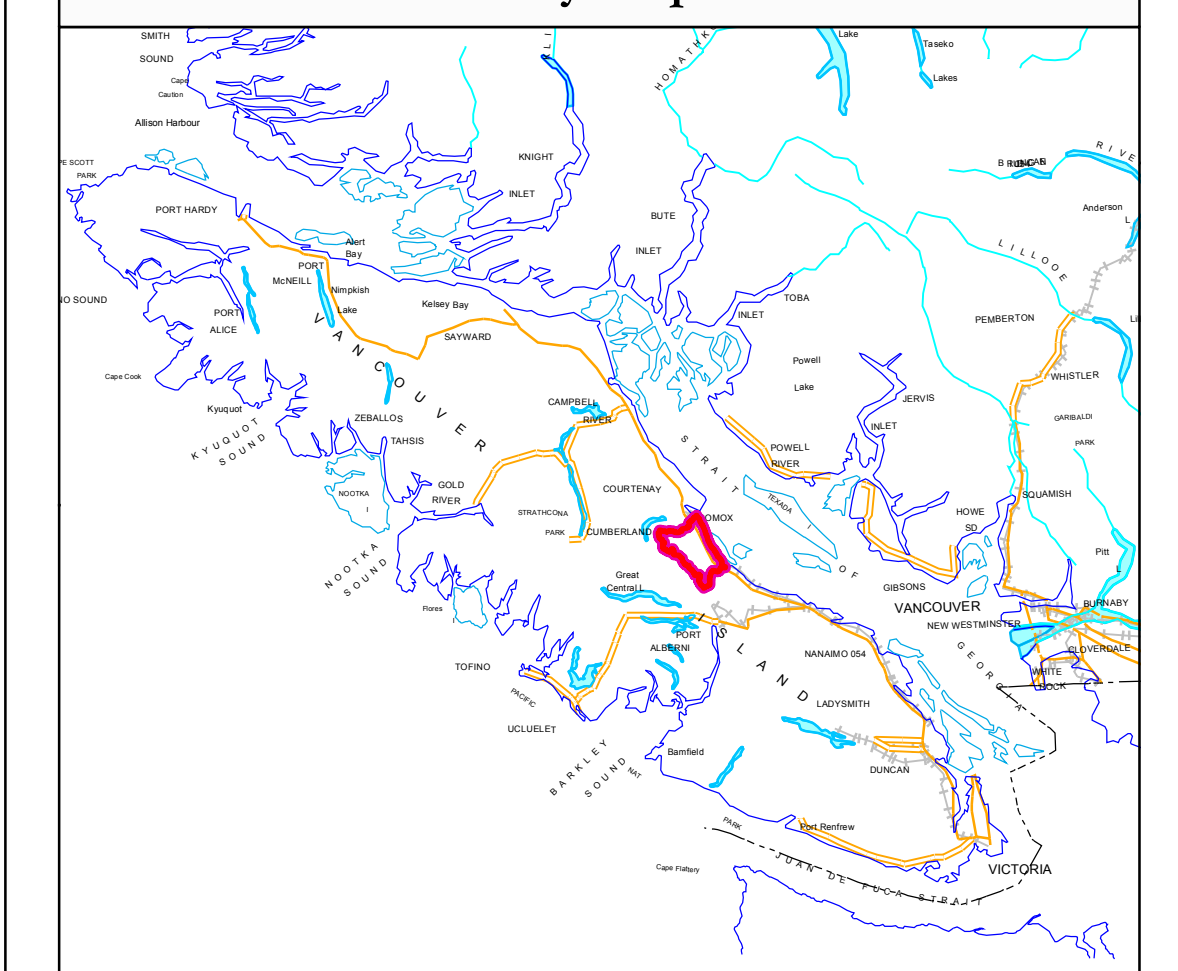 SMITH
SOUND
Cape
Caution
Allison Harbour
PE SCOTT
PARK
PORT HARDY
KNIGHT
INLET
HOMATHK
Lake
Taseko
Lakes
RIVE
Anderson
L
BUTE
INLET
LILLOOE
Alert
Bay
PORT
McNEILL
Nimpkish
Lake
NO SOUND
PORT
ALICE
Kelsey Bay
SAYWARD
TOBA
INLET
PEMBERTON
Lil
Powell
Lake
Cape Cook
Kyuquot
KYUQUOT
SOUND
VANCOUVER
ISLAND
ZEBALLOS
TAHSIS
CAMPBELL
RIVER
JERVIS
INLET
WHISTLER
GARIBALDI
PARK
POWELL
RIVER
STRAIT
OF
GEORGIA
GOLD
RIVER
NOOTKA
I
COURTENAY
TEXADA
I
SQUAMISH
HOWE
SD
STRATHCONA
PARK
CUMBERLAND
OMOX
NOOTKA
SOUND
Great
Central L
Flores
I
GIBSONS
Pitt
L
VANCOUVER
BURNABY
NEW WESTMINSTER
CLOVERDALE
WHITE
ROCK
PORT
ALBERNI
NANAIMO 054
TOFINO
PACIFIC
UCLUELET
LADYSMITH
BARKLEY
SOUND
NAT
Bamfield
DUNCAN
PARK
Port Renfrew
Cape Flattery
JUAN DE FUCA STRAIT
VICTORIA